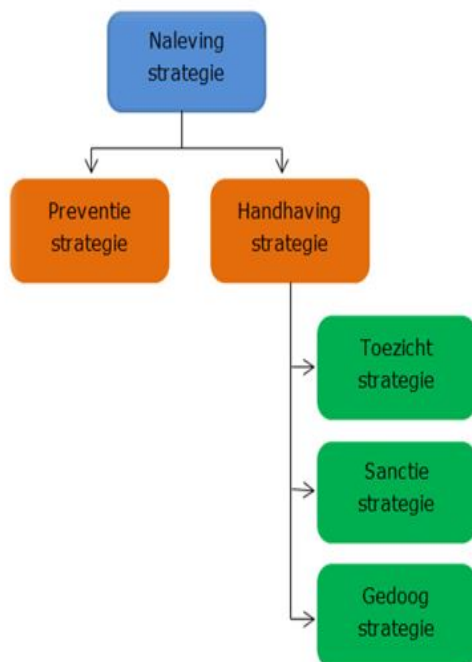 Naleving
strategie
Preventie
strategie
Handhaving
strategie
Toezicht
strategie
Sanctie
strategie
Gedoog
strategie